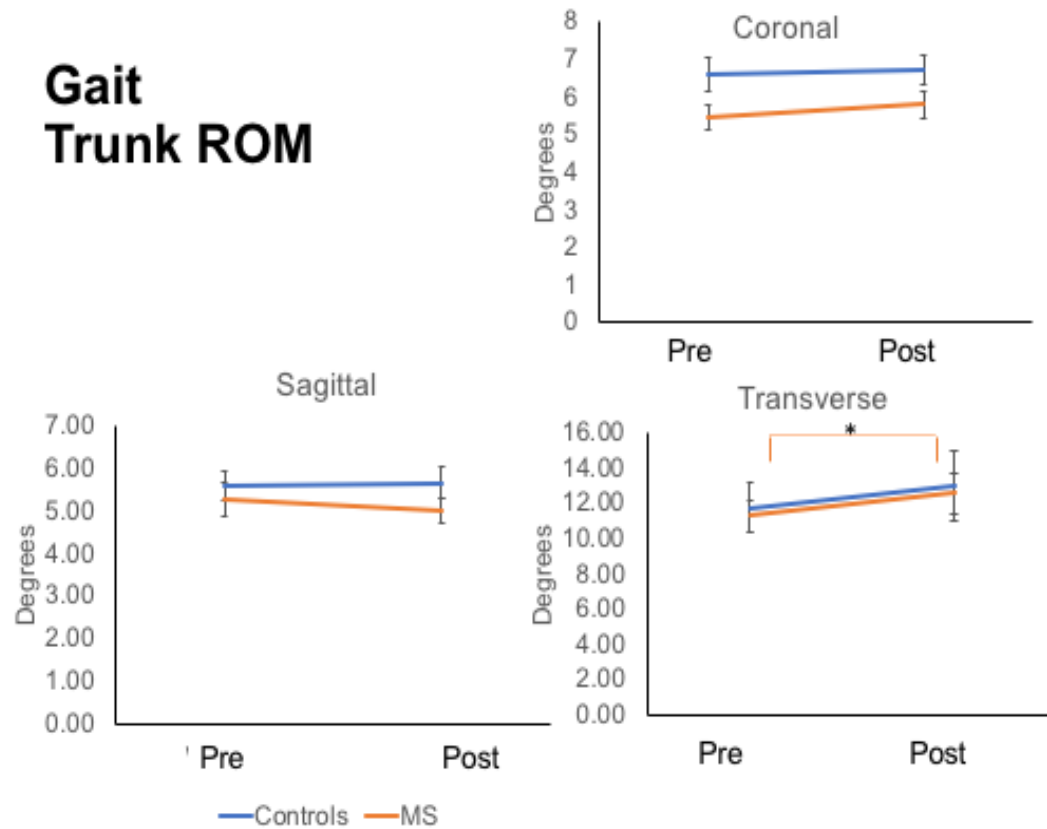 Gait
Trunk ROM
Coronal
Degrees
8
7
6
5
4
3
2
1
0
Pre Post
Sagittal
Degrees
7.00
6.00
5.00
4.00
3.00
2.00
1.00
0.00
Pre Post
Transverse
*
Degrees
16.00
14.00
12.00
10.00
8.00
6.00
4.00
2.00
0.00
Pre Post
Controls MS